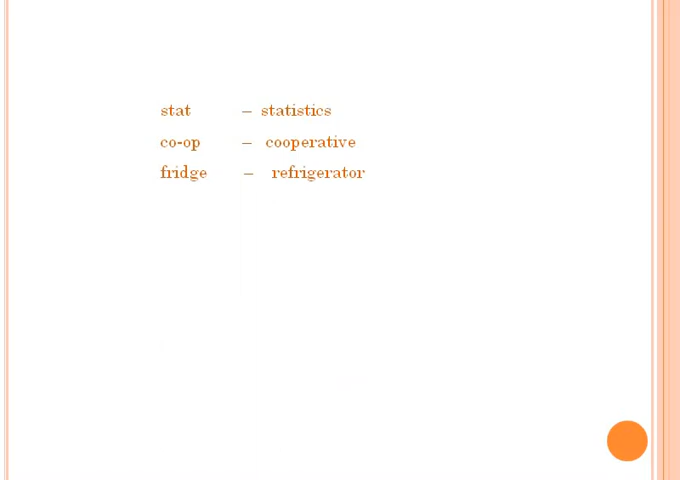 stat – statistics
co-op – cooperative
fridge – refrigerator